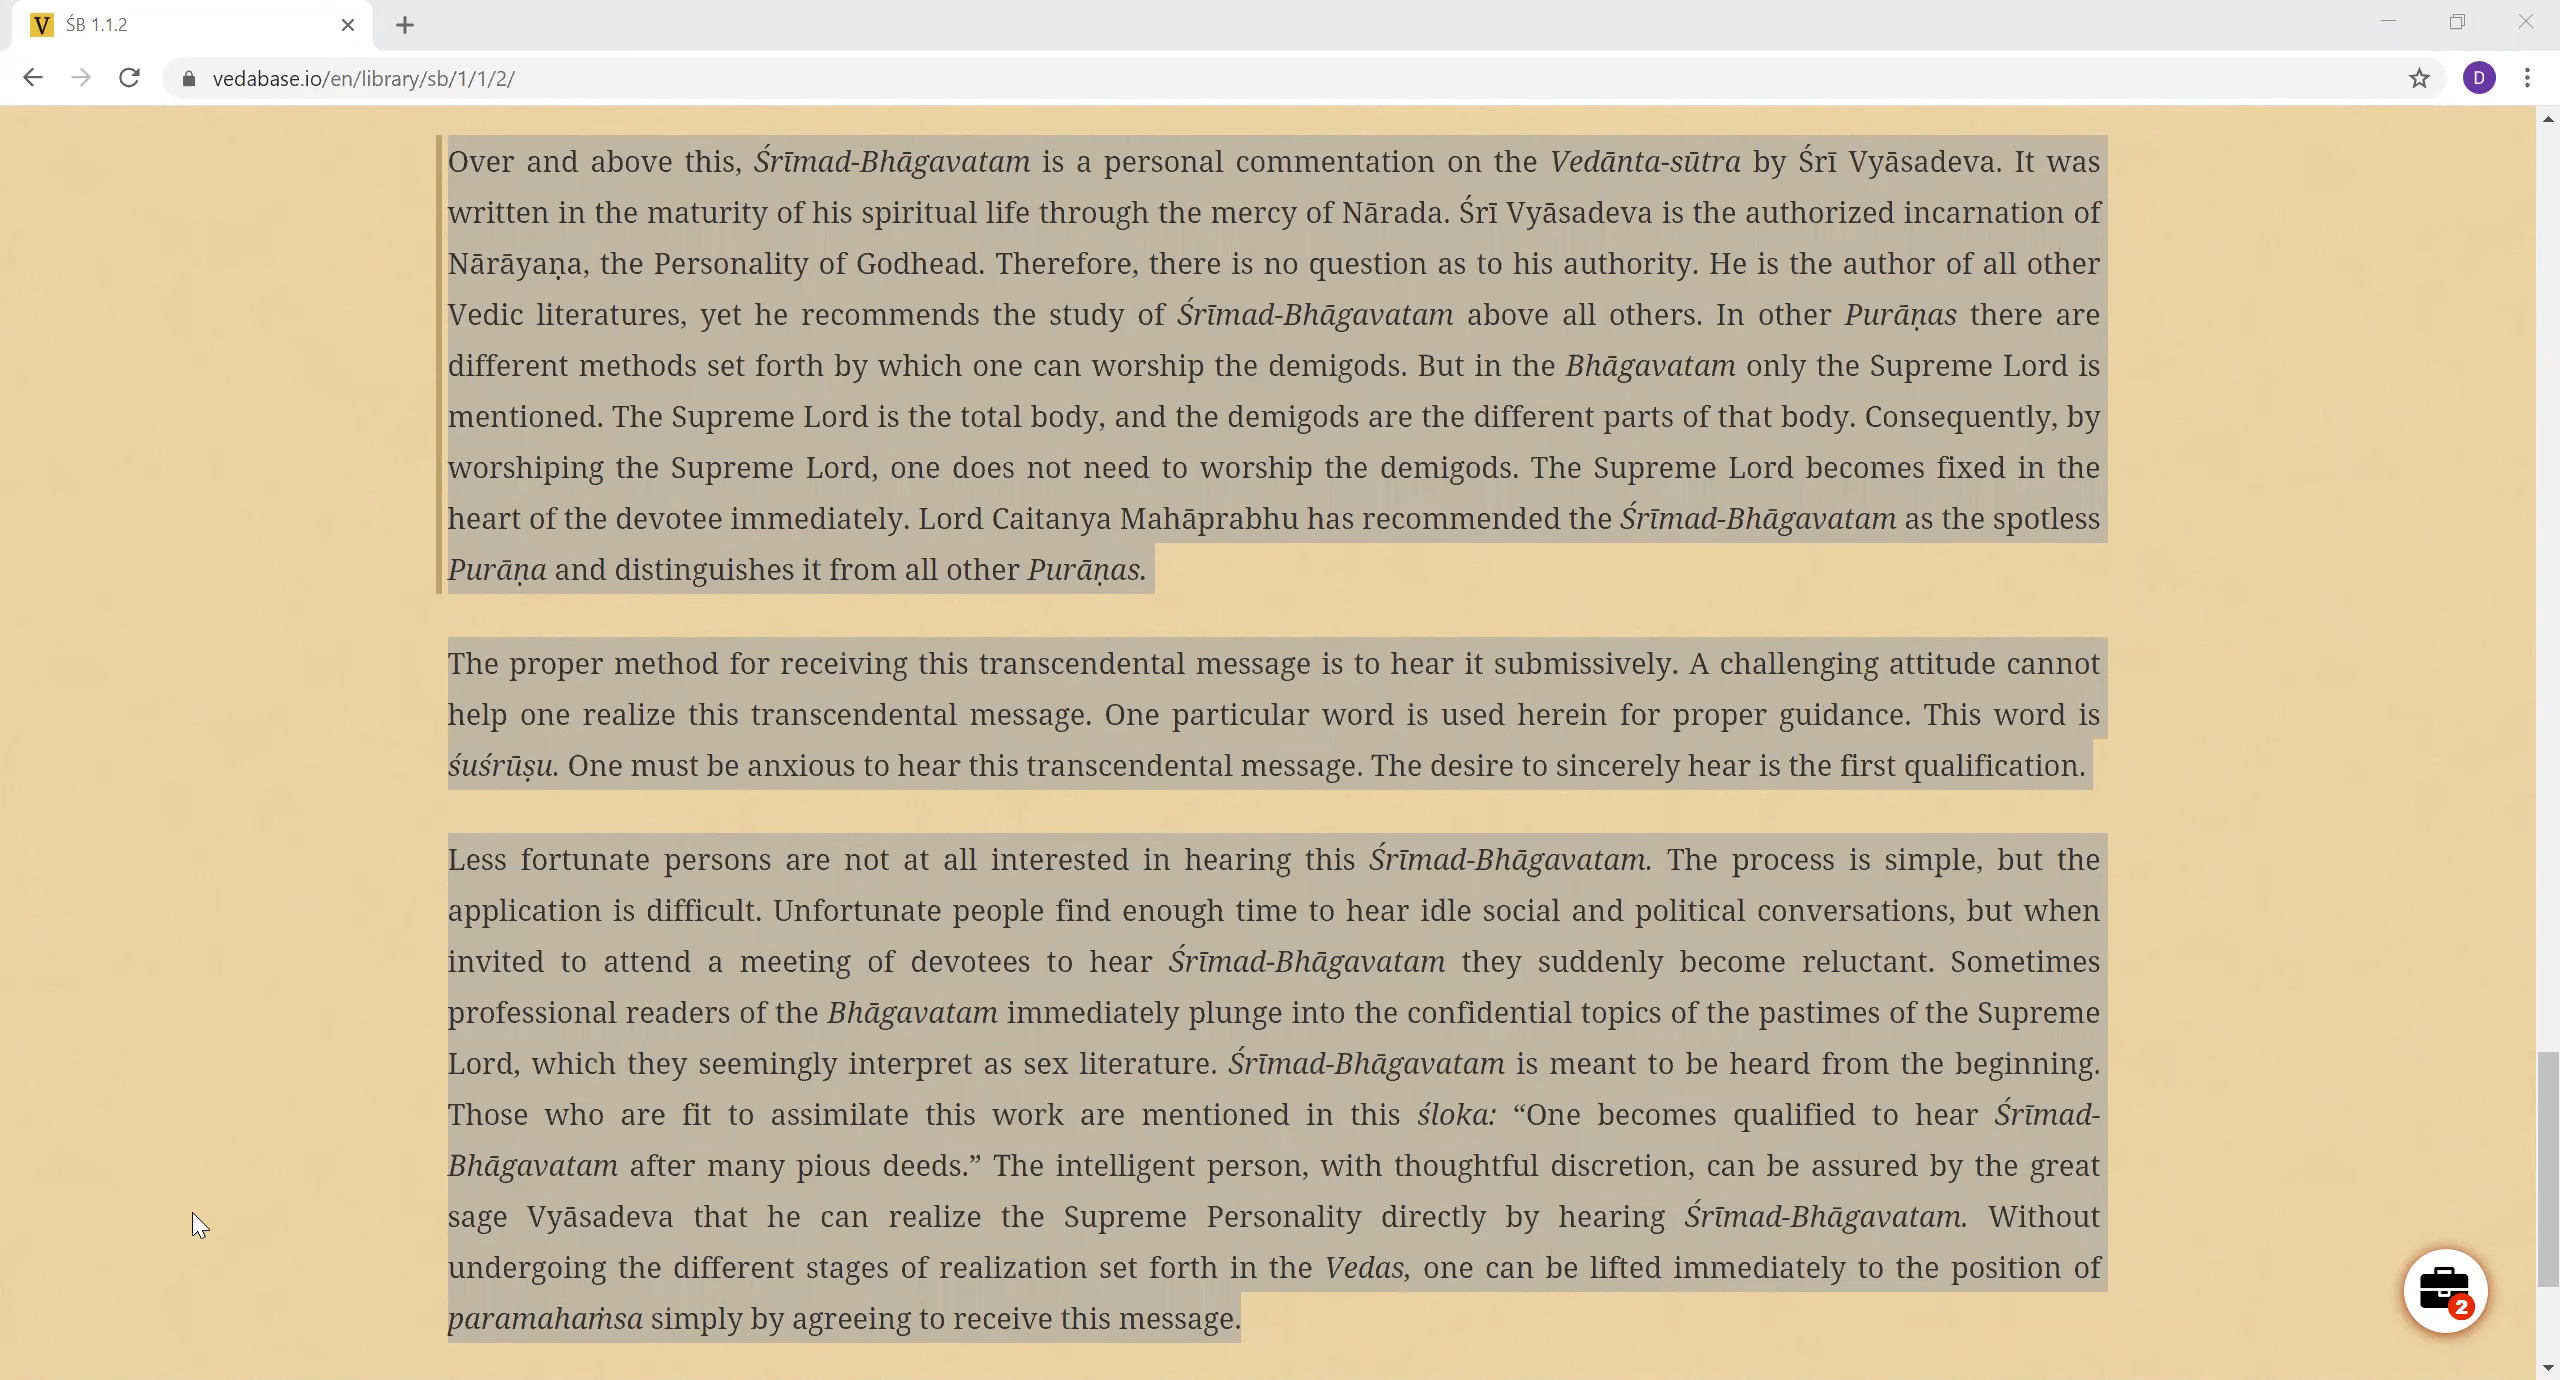 ŚB 1.1.2
vedabase.io/en/library/sb/1/1/2/
D
Over and above this, Śrīmad-Bhāgavatam is a personal commentation on the Vedānta-sūtra by Śrī Vyāsadeva. It was
written in the maturity of his spiritual life through the mercy of Nārada. Śrī Vyāsadeva is the authorized incarnation of
Nārāyaṇa, the Personality of Godhead. Therefore, there is no question as to his authority. He is the author of all other
Vedic literatures, yet he recommends the study of Śrīmad-Bhāgavatam above all others. In other Purāṇas there are
different methods set forth by which one can worship the demigods. But in the Bhāgavatam only the Supreme Lord is
mentioned. The Supreme Lord is the total body, and the demigods are the different parts of that body. Consequently, by
worshiping the Supreme Lord, one does not need to worship the demigods. The Supreme Lord becomes fixed in the
heart of the devotee immediately. Lord Caitanya Mahāprabhu has recommended the Śrīmad-Bhāgavatam as the spotless
Purāṇa and distinguishes it from all other Purāṇas.
The proper method for receiving this transcendental message is to hear it submissively. A challenging attitude cannot
help one realize this transcendental message. One particular word is used herein for proper guidance. This word is
śuśrūṣu. One must be anxious to hear this transcendental message. The desire to sincerely hear is the first qualification.
Less fortunate persons are not at all interested in hearing this Śrīmad-Bhāgavatam. The process is simple, but the
application is difficult. Unfortunate people find enough time to hear idle social and political conversations, but when
invited to attend a meeting of devotees to hear Śrīmad-Bhāgavatam they suddenly become reluctant. Sometimes
professional readers of the Bhāgavatam immediately plunge into the confidential topics of the pastimes of the Supreme
Lord, which they seemingly interpret as sex literature. Śrīmad-Bhāgavatam is meant to be heard from the beginning.
Those who are fit to assimilate this work are mentioned in this śloka: “One becomes qualified to hear Śrīmad-
Bhāgavatam after many pious deeds.” The intelligent person, with thoughtful discretion, can be assured by the great
sage Vyāsadeva that he can realize the Supreme Personality directly by hearing Śrīmad-Bhāgavatam. Without
undergoing the different stages of realization set forth in the Vedas, one can be lifted immediately to the position of
paramahaṁsa simply by agreeing to receive this message.
2